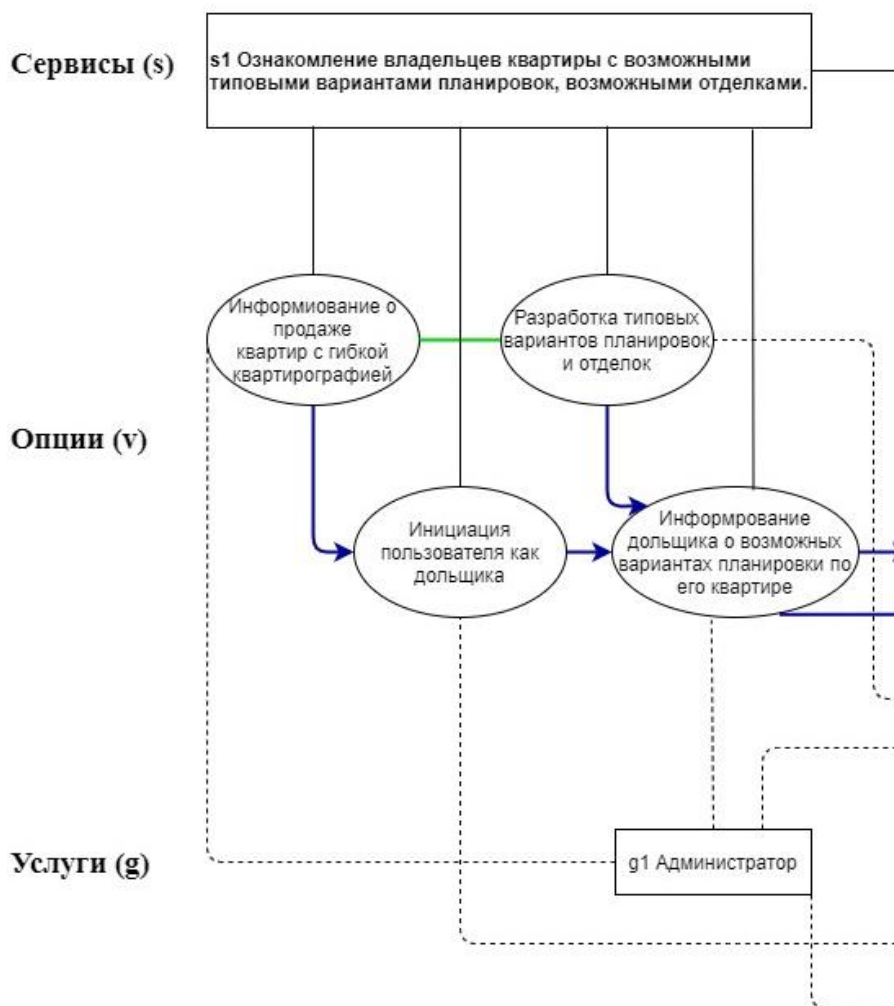 Сервисы (s)
s1 Ознакомление владельцев квартиры с возможными
типовыми вариантами планировок, возможными отделками.
Информиование о
продаже
квартир с гибкой
квартирографией
Разработка типовых
вариантов планировок
и отделок
Опции (v)
Инициация
пользователя как
дольщика
Информрование
дольщика о возможных
вариантах планировки по
его квартире
Услуги (g)
g1 Администратор